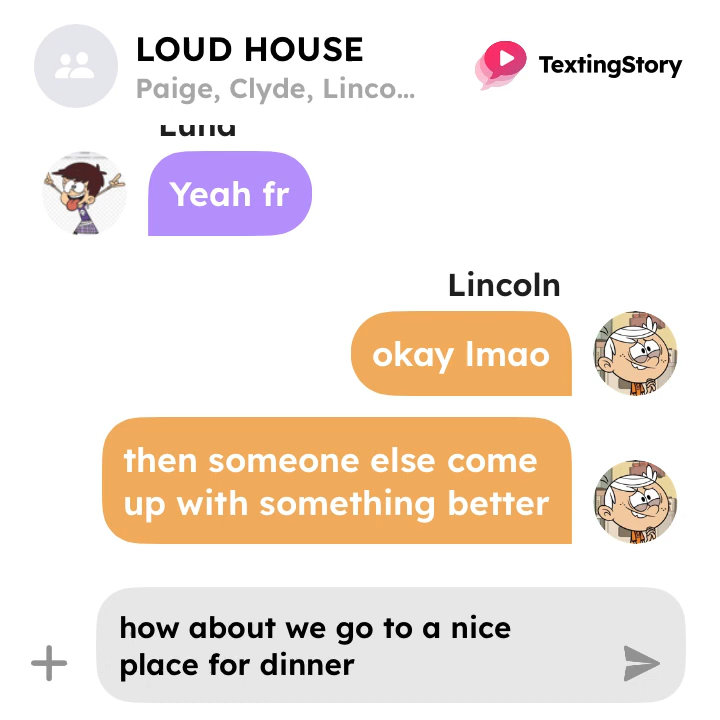 LOUD HOUSE
Paige, Clyde, Linco...
TextingStory
Luna
Yeah fr
Lincoln
okay lmao
then someone else come
up with something better
how about we go to a nice
place for dinner